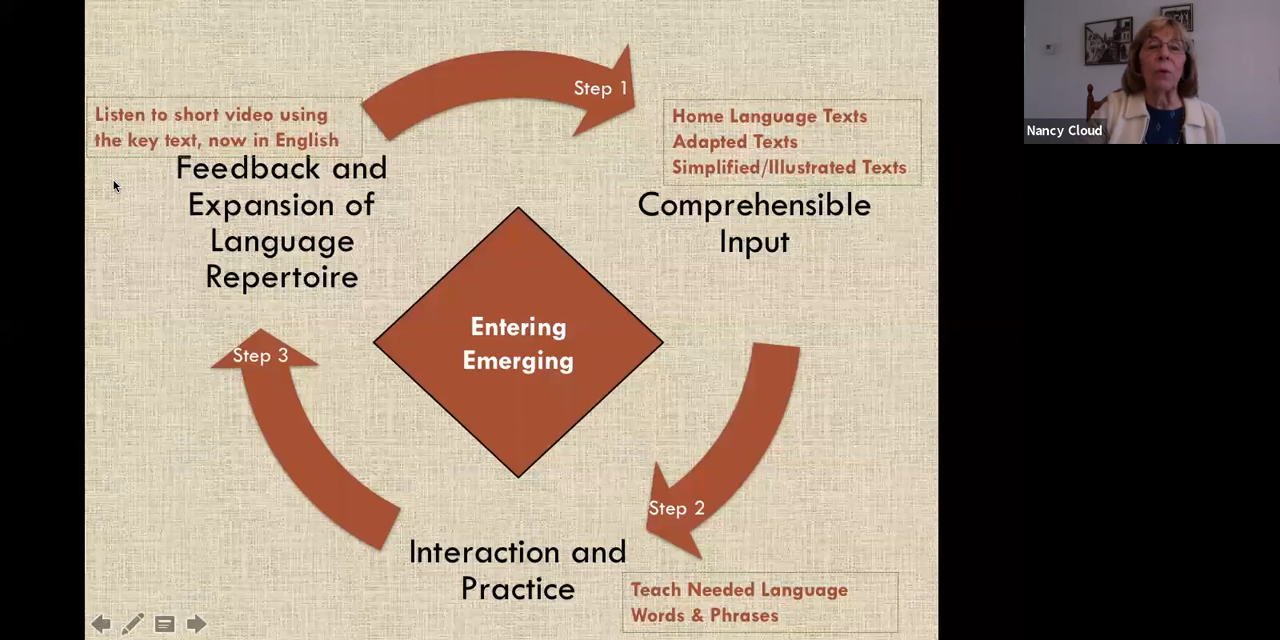 Step 1
Listen to short video using
the key text, now in English
Feedback and
Expansion of
Language
Repertoire
Home Language Texts
Adapted Texts
Simplified/Illustrated Texts
Comprehensible
Input
Nancy Cloud
Entering
Emerging
Step 3
Step 2
Interaction and
Practice
Teach Needed Language
Words & Phrases